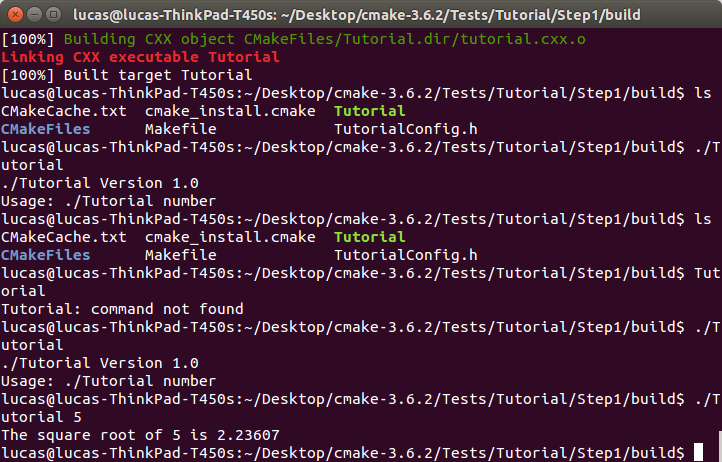 lucas@lucas-ThinkPad-T450s: ~/Desktop/cmake-3.6.2/Tests/Tutorial/Step1/build
[100%] Building CXX object CMakeFiles/Tutorial.dir/tutorial.cxx.o
Linking CXX executable Tutorial
[100%] Built target Tutorial
lucas@lucas-ThinkPad-T450s:~/Desktop/cmake-3.6.2/Tests/Tutorial/Step1/build$ ls
CMakeCache.txt  cmake_install.cmake  Tutorial
CMakeFiles      Makefile             TutorialConfig.h
lucas@lucas-ThinkPad-T450s:~/Desktop/cmake-3.6.2/Tests/Tutorial/Step1/build$ ./T
utorial
./Tutorial Version 1.0
Usage: ./Tutorial number
lucas@lucas-ThinkPad-T450s:~/Desktop/cmake-3.6.2/Tests/Tutorial/Step1/build$ ls
CMakeCache.txt  cmake_install.cmake  Tutorial
CMakeFiles      Makefile             TutorialConfig.h
lucas@lucas-ThinkPad-T450s:~/Desktop/cmake-3.6.2/Tests/Tutorial/Step1/build$ Tut
orial
Tutorial: command not found
lucas@lucas-ThinkPad-T450s:~/Desktop/cmake-3.6.2/Tests/Tutorial/Step1/build$ ./T
utorial
./Tutorial Version 1.0
Usage: ./Tutorial number
lucas@lucas-ThinkPad-T450s:~/Desktop/cmake-3.6.2/Tests/Tutorial/Step1/build$ ./T
utorial 5
The square root of 5 is 2.23607
lucas@lucas-ThinkPad-T450s:~/Desktop/cmake-3.6.2/Tests/Tutorial/Step1/build$